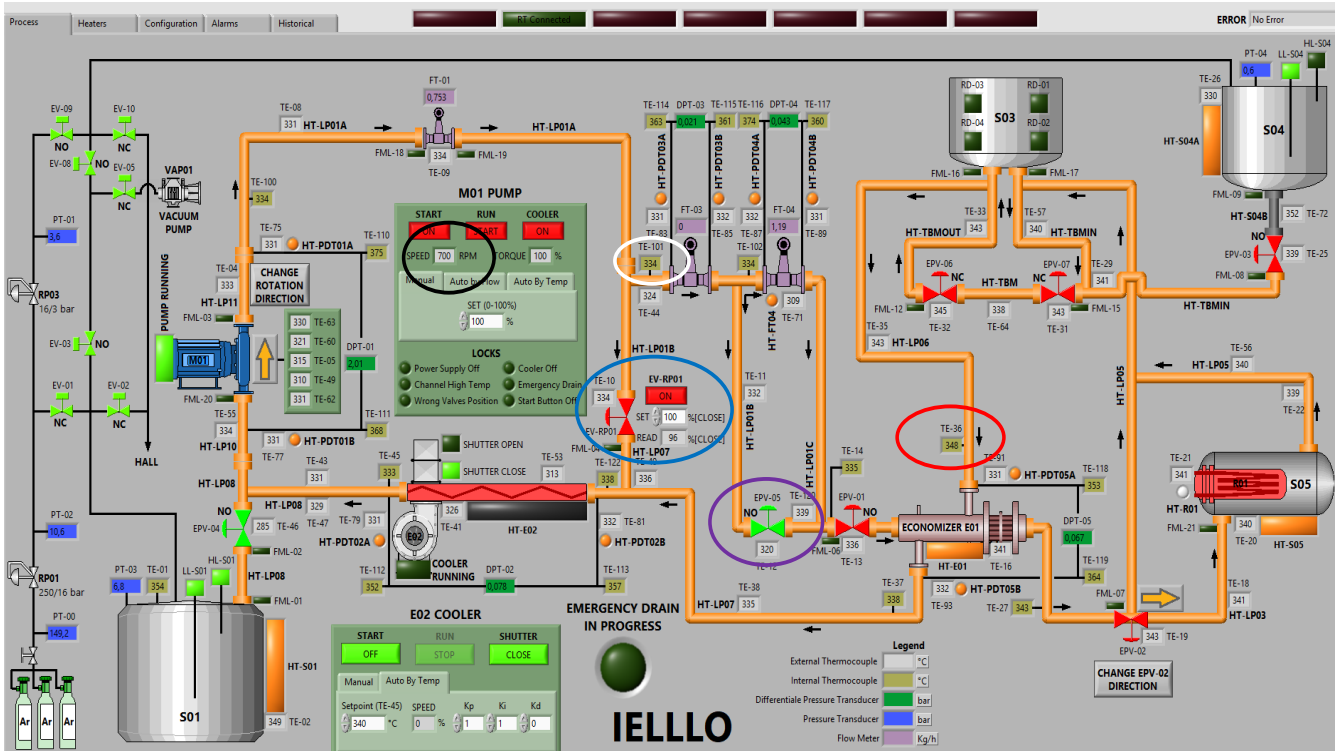 Process Heaters Configuration Alarms Historical
RT Connected
ERROR No Error
EV-09
EV-10
NO
NC
EV-08
NO
EV-05
NC
VAP01
VACUUM
PUMP
PT-01
3,6
RP03
16/3 bar
EV-03
NO
EV-01
NC
EV-02
NC
HALL
PT-02
10,6
RP01
250/16 bar
PT-00
149,2
Ar Ar Ar
PT-03
6,8
TE-01
354
LL-S01
HL-S01
S01
HT-S01
349 TE-02
FML-01
HT-LP08
FML-02
NO
EPV-04
285 TE-46
HT-LP08
HT-LP08
329
TE-47
TE-43
331
HT-LP10
TE-55
334
331 HT-PDT01B
TE-77
FML-20
M01
PUMP RUNNING
FML-03
HT-LP11
TE-04
333
CHANGE
ROTATION
DIRECTION
TE-75
331 HT-PDT01A
TE-110
375
TE-100
334
330 TE-63
321 TE-60
315 TE-05
310 TE-49
331 TE-62
DPT-01
2,01
TE-111
368
TE-08
331
HT-LP01A
FT-01
0,753
FML-18
334
TE-09
FML-19
HT-LP01A
M01 PUMP
START RUN COOLER
ON START ON
SPEED 700 RPM TORQUE 100 %
Manual Auto by Flow Auto By Temp
SET (0-100%)
100 %
LOCKS
Power Supply Off Cooler Off
Channel High Temp Emergency Drain
Wrong Valves Position Start Button Off
SHUTTER OPEN
SHUTTER CLOSE
TE-45
333
TE-53
313
TE-122
338
TE-48
336
326
TE-41
HT-E02
E02
COOLER
RUNNING
TE-79 331
HT-PDT02A
332 TE-81
HT-PDT02B
TE-112
352
DPT-02
0,078
TE-113
357
E02 COOLER
START RUN SHUTTER
OFF STOP CLOSE
Manual Auto By Temp
Setpoint (TE-45) SPEED Kp Ki Kd
340 °C 0 % 1 1 0
EMERGENCY DRAIN
IN PROGRESS
IELLLO
TE-10
334
EV-RP01
ON
SET 100 %[CLOSE]
READ 96 %[CLOSE]
EV-RP01
FML-04
HT-LP07
HT-LP01B
TE-101
334
324
TE-44
TE-114
363
DPT-03
0,021
TE-115
361
TE-116
374
DPT-04
0,043
TE-117
360
HT-PDT03A
HT-PDT03B
HT-PDT04A
HT-PDT04B
331
TE-83
332
TE-85
332
TE-87
331
TE-89
FT-03
0
FT-04
1,19
TE-102
334
309
TE-71
HT-FT04
TE-11
332
HT-LP01B
HT-LP01C
EPV-05
NO
320
TE-12
TE-120
339
TE-14
335
EPV-01
NO
FML-06
336
TE-13
TE-38
335
HT-LP07
TE-37
338
ECONOMIZER E01
HT-E01
341
TE-16
332 HT-PDT05B
TE-93
TE-91
331 HT-PDT05A
TE-118
353
DPT-05
0,067
TE-119
364
TE-36
348
TE-35
343
HT-LP06
S03
RD-03
RD-01
RD-04
RD-02
FML-16
FML-17
TE-33
343
TE-57
340
HT-TBMOUT
HT-TBMIN
EPV-06
NC
EPV-07
NC
TE-29
341
FML-12
345
TE-32
HT-TBM
338
TE-64
343
TE-31
FML-15
HT-TBMIN
PT-04
0,6
LL-S04
HL-S04
TE-26
330
HT-S04A
S04
FML-09
HT-S04B
352 TE-72
NO
EPV-03
339 TE-25
FML-08
TE-56
340
HT-LP05
HT-LP05
339
TE-22
TE-21
341
HT-R01
R01
S05
FML-21
340
TE-20
HT-S05
TE-27 343
FML-07
TE-18
341
HT-LP03
343 TE-19
EPV-02
CHANGE EPV-02
DIRECTION
Legend
External Thermocouple °C
Internal Thermocouple °C
Differentiale Pressure Transducer bar
Pressure Transducer bar
Flow Meter Kg/h